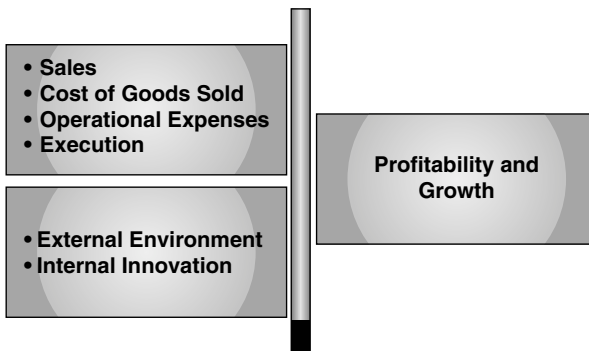 • Sales
• Cost of Goods Sold
• Operational Expenses
• Execution
• External Environment
• Internal Innovation
Profitability and
Growth